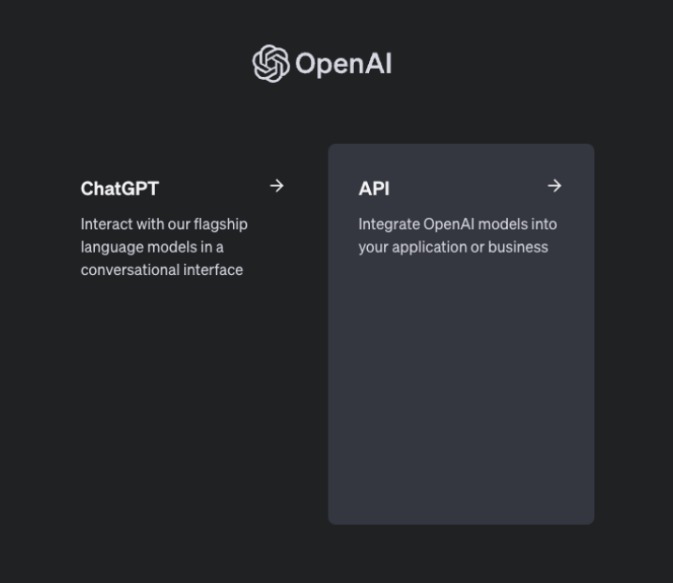 OpenAI
ChatGPT
Interact with our flagship
language models in a
conversational interface
API
Integrate OpenAI models into
your application or business